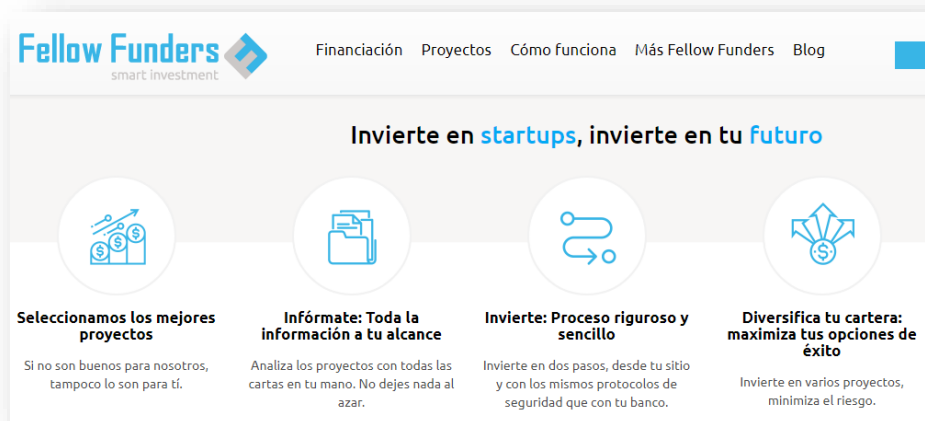 Fellow Funders
smart investment
Financiación Proyectos Cómo funciona Más Fellow Funders Blog
Invierte en startups, invierte en tu futuro
Seleccionamos los mejores
proyectos
Si no son buenos para nosotros,
tampoco lo son para tí.
Infórmate: Toda la
información a tu alcance
Analiza los proyectos con todas las
cartas en tu mano. No dejes nada al
azar.
Invierte: Proceso riguroso y
sencillo
Invierte en dos pasos, desde tu sitio
y con los mismos protocolos de
seguridad que con tu banco.
Diversifica tu cartera:
maximiza tus opciones de
éxito
Invierte en varios proyectos,
minimiza el riesgo.